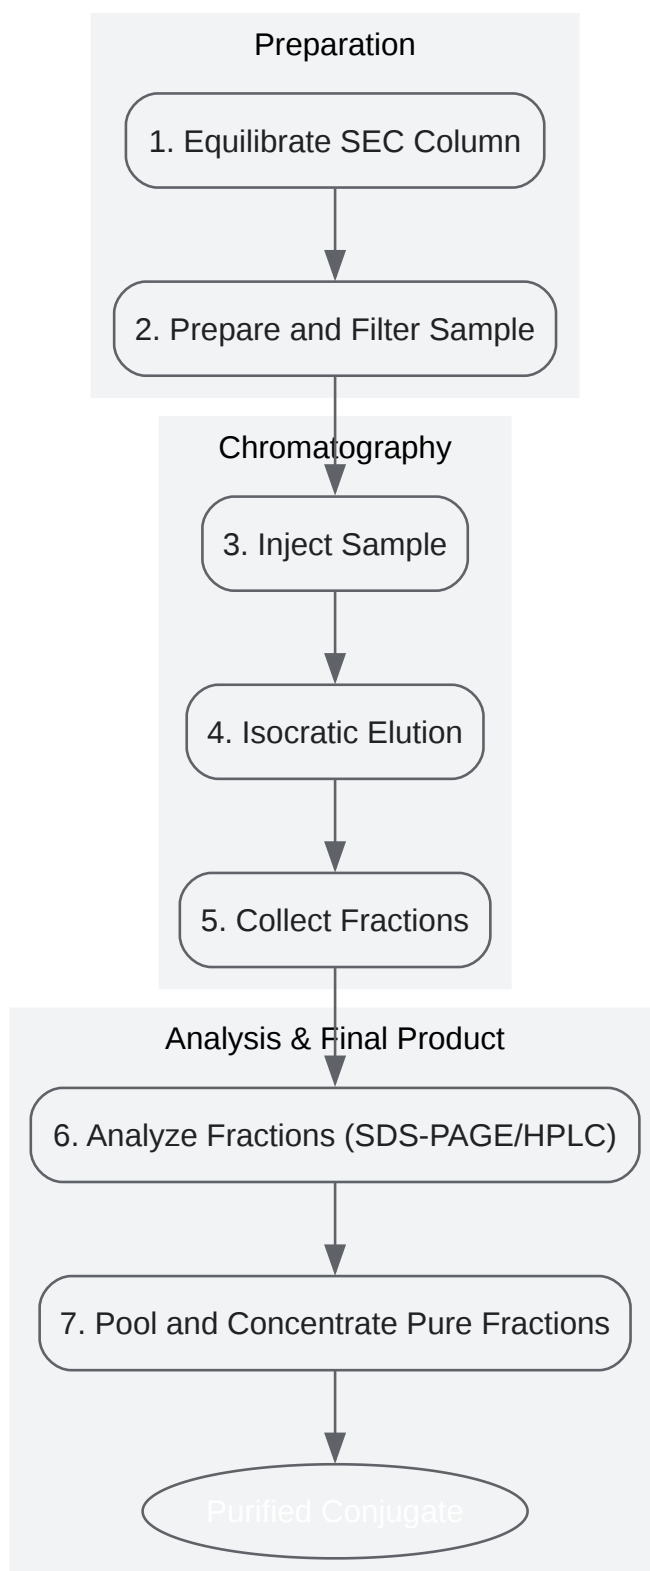 Preparation
1. Equilibrate SEC Column
2. Prepare and Filter Sample
Chromatography
3. Inject Sample
4. Isocratic Elution
5. Collect Fractions
Analysis & Final Product
6. Analyze Fractions (SDS-PAGE/HPLC)
7. Pool and Concentrate Pure Fractions
Purified Conjugate